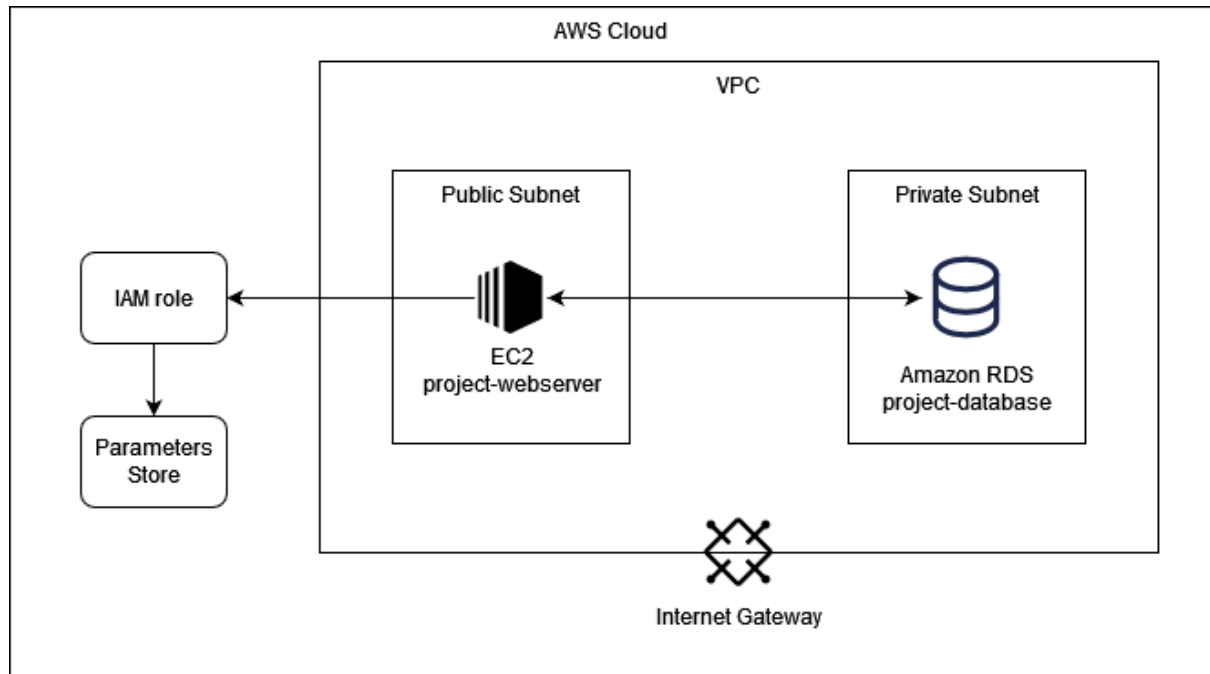 AWS Cloud
VPC
Public Subnet
Private Subnet
IAM role
EC2
project-webserver
Amazon RDS
project-database
Parameters
Store
Internet Gateway